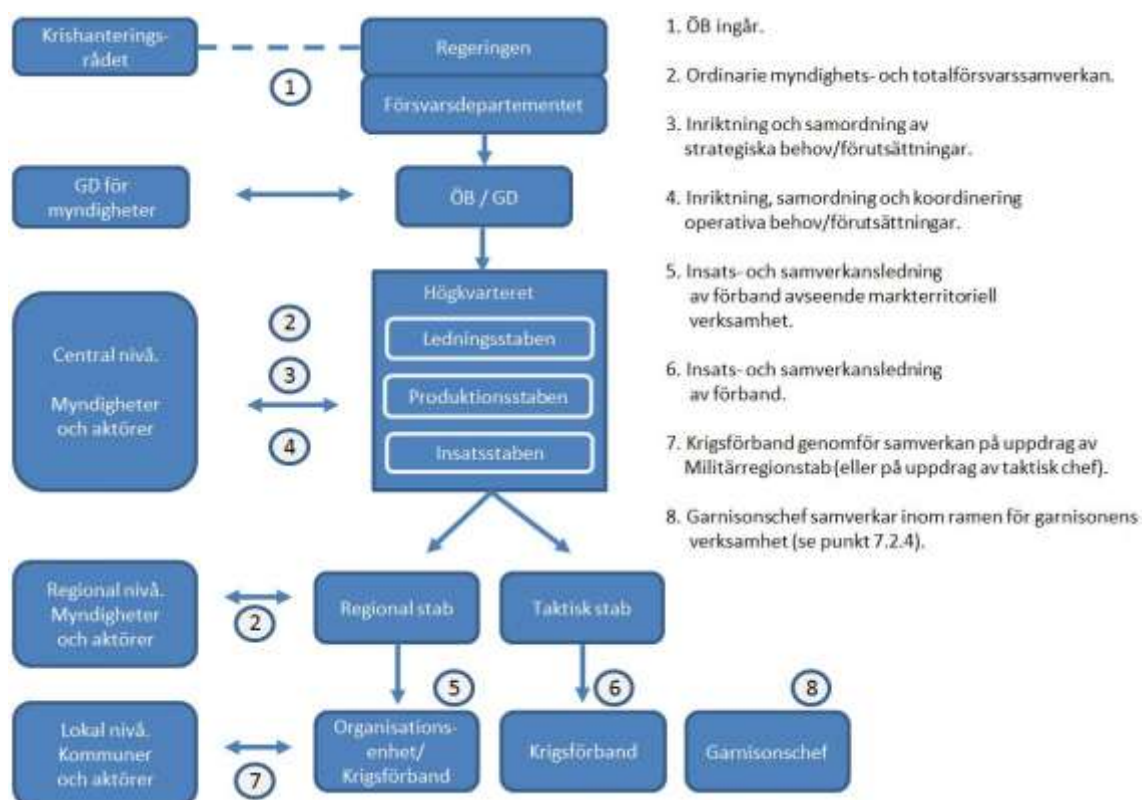 Krishanterings-
rådet
Regeringen
1
Försvarsdepartementet
GD för
myndigheter
ÖB / GD
Central nivå.
Myndigheter
och aktörer
2
3
4
Högkvarteret
Ledningsstaben
Produktionsstaben
Insatsstaben
Regional nivå.
Myndigheter
och aktörer
2
Regional stab
Taktisk stab
Lokal nivå.
Kommuner
och aktörer
7
5
Organisations-
enhet/
Krigsförband
6
Krigsförband
8
Garnisonschef
1. ÖB ingår.
2. Ordinarie myndighets- och totalförsvarssamverkan.
3. Inriktning och samordning av
strategiska behov/förutsättningar.
4. Inriktning, samordning och koordinering
operativa behov/förutsättningar.
5. Insats- och samverkansledning
av förband avseende markterritoriell
verksamhet.
6. Insats- och samverkansledning
av förband.
7. Krigsförband genomför samverkan på uppdrag av
Militärregionstab (eller på uppdrag av taktisk chef).
8. Garnisonschef samverkar inom ramen för garnisonens
verksamhet (se punkt 7.2.4).